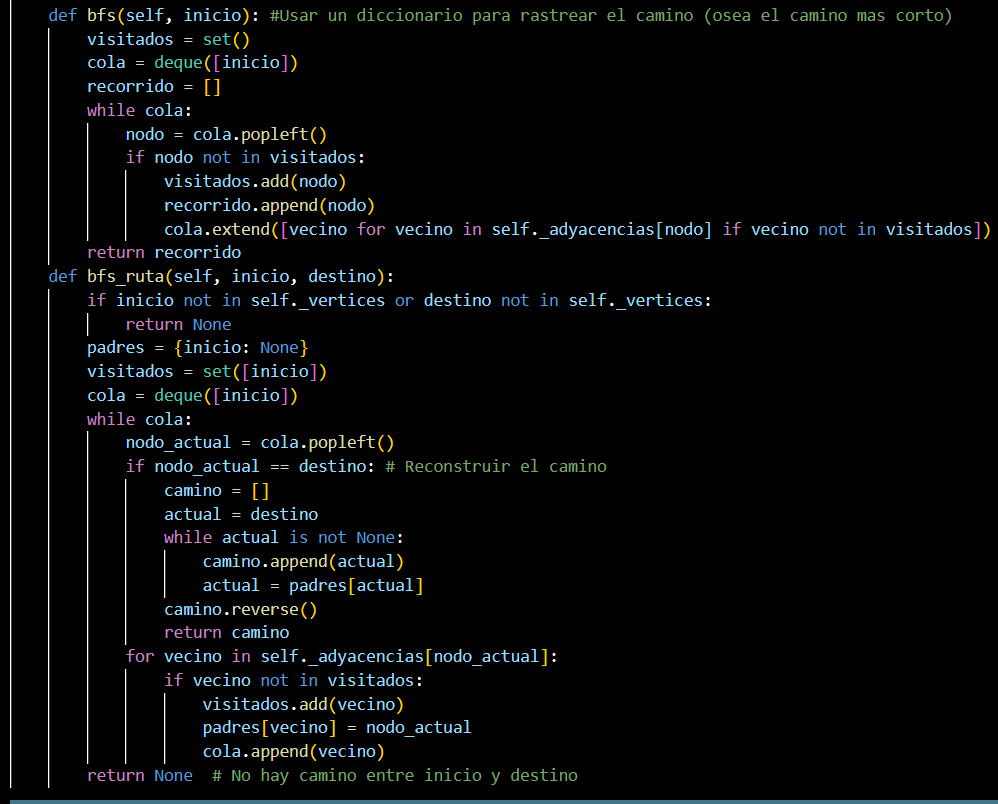 def bfs(self, inicio): #Usar un diccionario para rastrear el camino (osea el camino mas corto)
    visitados = set()
    cola = deque([inicio])
    recorrido = []
    while cola:
        nodo = cola.popleft()
        if nodo not in visitados:
            visitados.add(nodo)
            recorrido.append(nodo)
            cola.extend([vecino for vecino in self._adyacencias[nodo] if vecino not in visitados])
    return recorrido
def bfs_ruta(self, inicio, destino):
    if inicio not in self._vertices or destino not in self._vertices:
        return None
    padres = {inicio: None}
    visitados = set([inicio])
    cola = deque([inicio])
    while cola:
        nodo_actual = cola.popleft()
        if nodo_actual == destino: # Reconstruir el camino
            camino = []
            actual = destino
            while actual is not None:
                camino.append(actual)
                actual = padres[actual]
            camino.reverse()
            return camino
        for vecino in self._adyacencias[nodo_actual]:
            if vecino not in visitados:
                visitados.add(vecino)
                padres[vecino] = nodo_actual
                cola.append(vecino)
    return None  # No hay camino entre inicio y destino